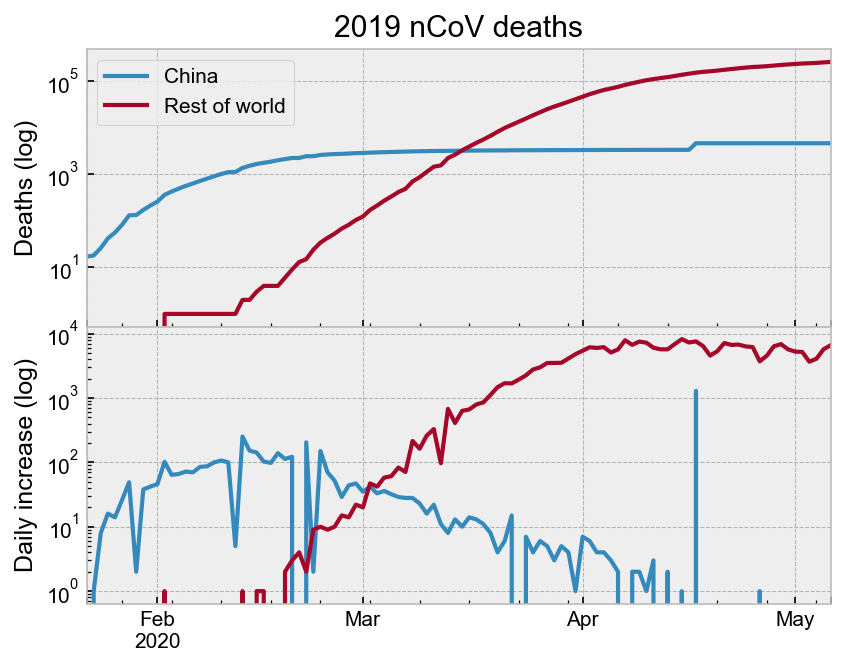 2019 nCoV deaths
China
Rest of world
Deaths (log)
10^5
10^3
10^1
Daily increase (log)
10^4
10^3
10^2
10^1
10^0
Feb Mar Apr May
2020